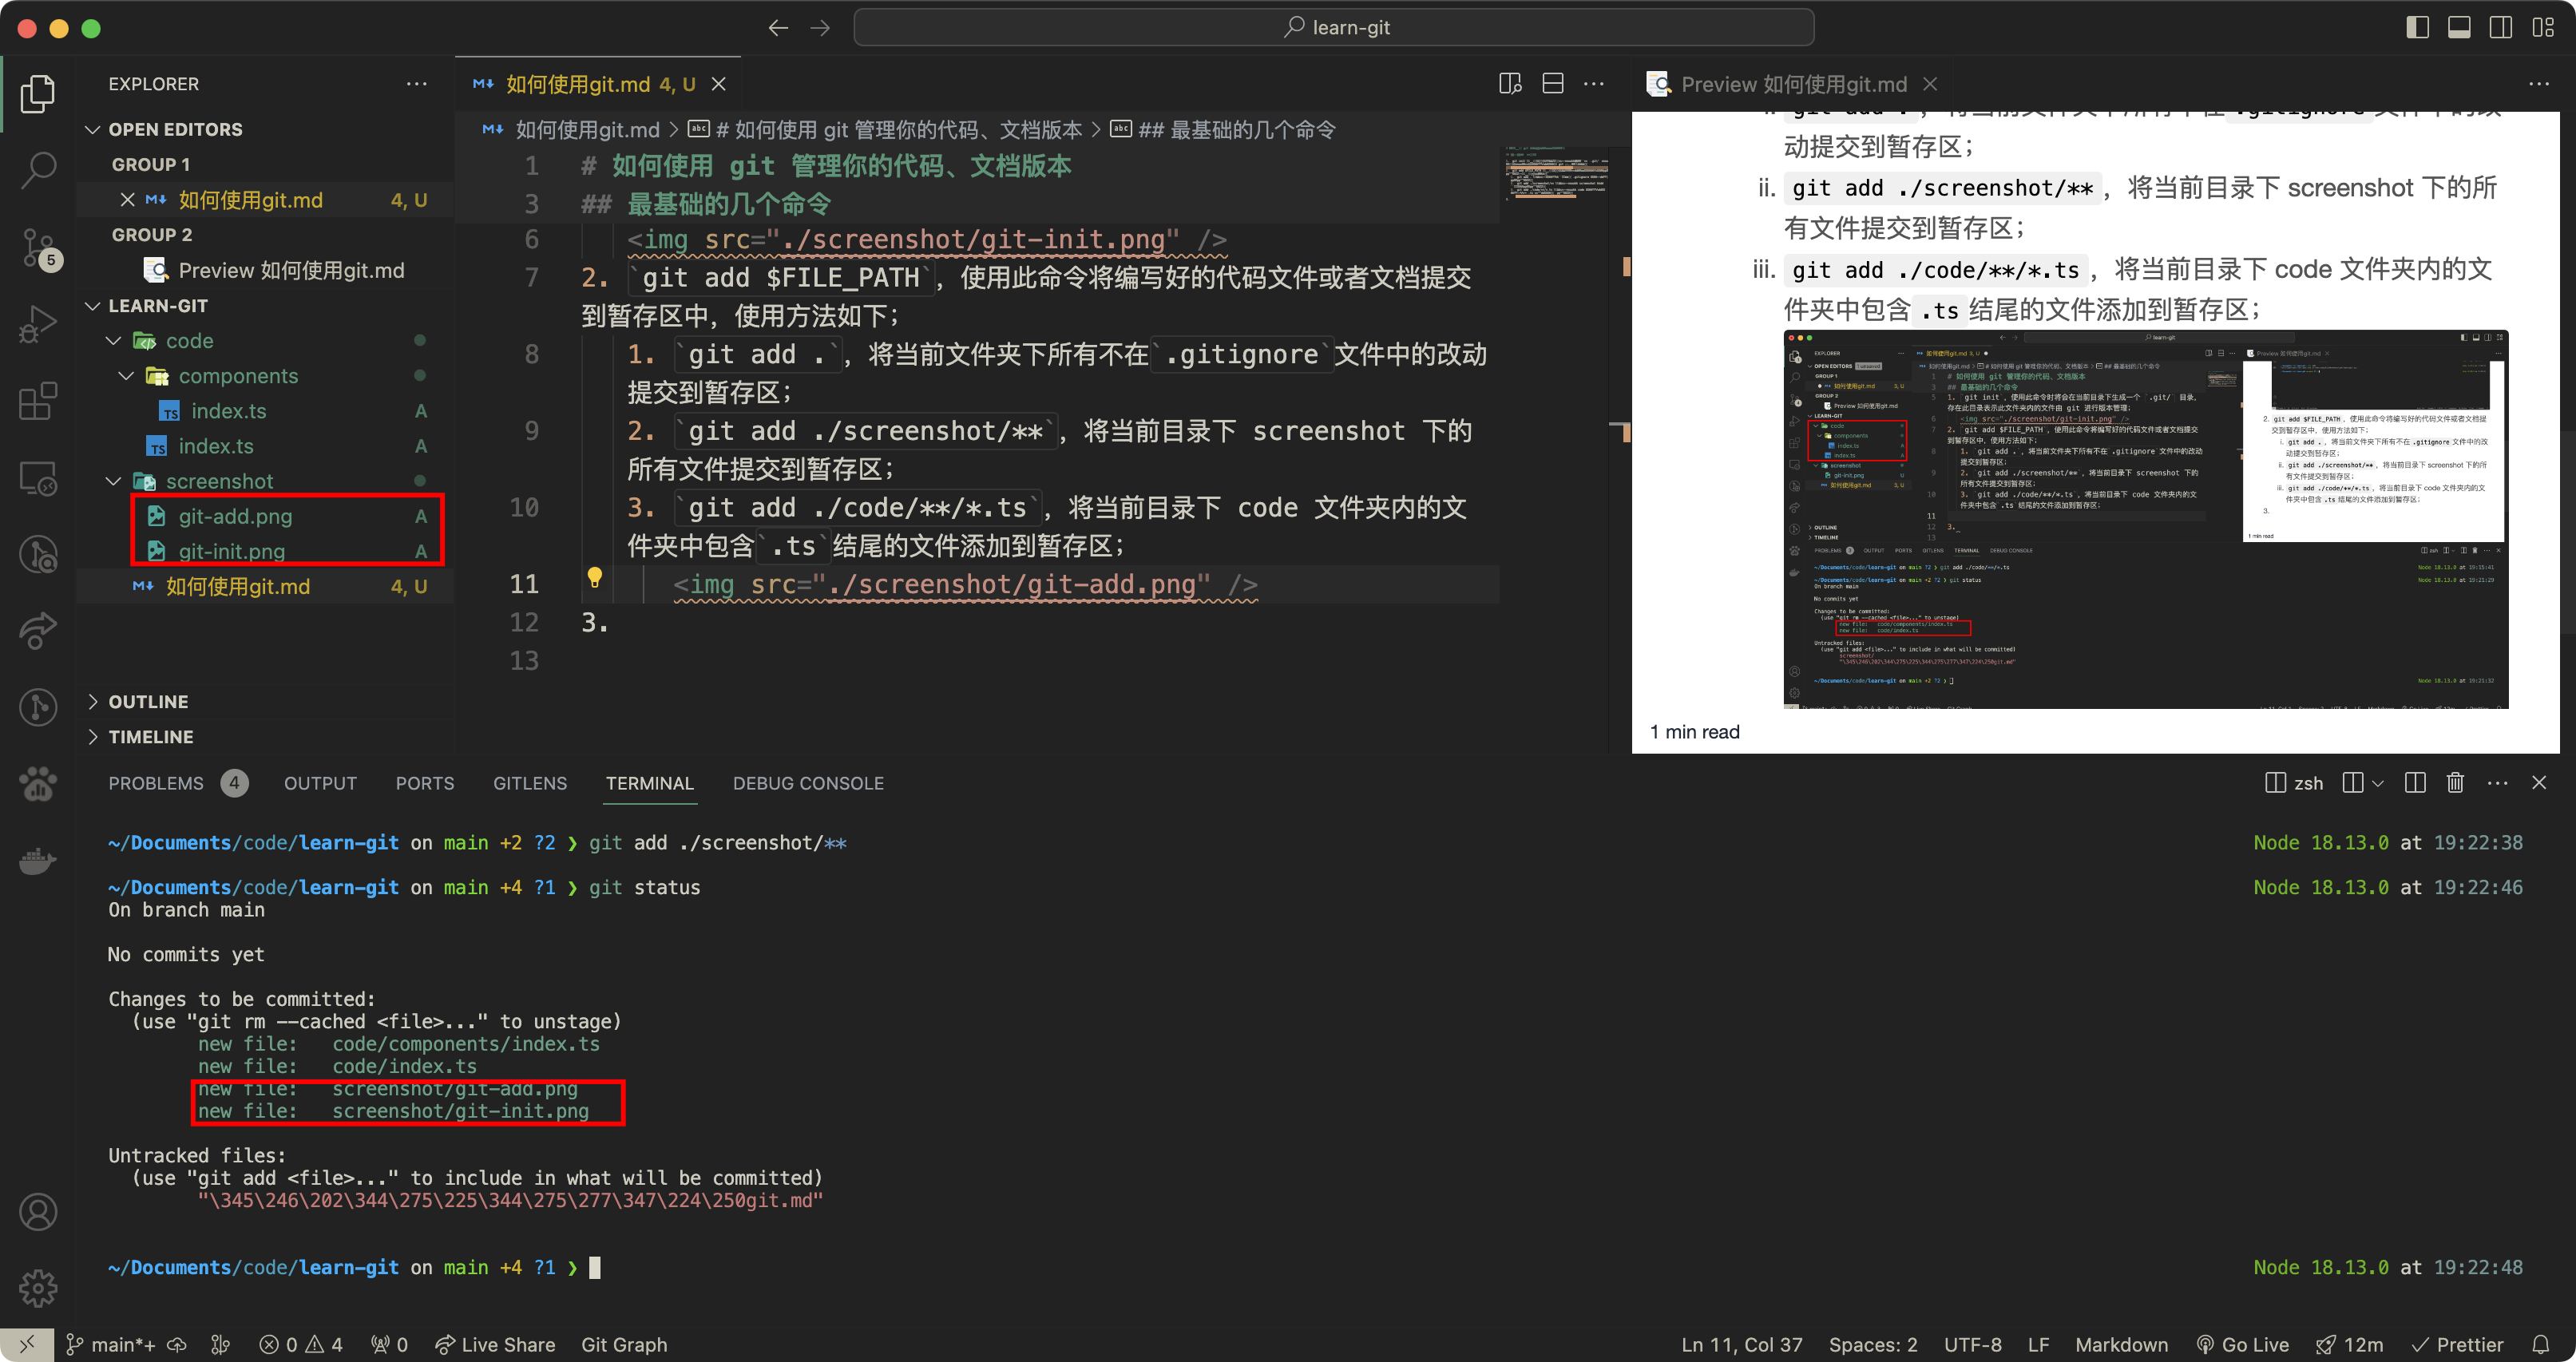 learn-git
EXPLORER
OPEN EDITORS
GROUP 1
如何使用git.md 4, U
GROUP 2
Preview 如何使用git.md
LEARN-GIT
code
components
index.ts A
index.ts A
screenshot
git-add.png A
git-init.png A
如何使用git.md 4, U
OUTLINE
TIMELINE
5
如何使用git.md 4, U
如何使用git.md > # 如何使用 git 管理你的代码、文档版本 > ## 最基础的几个命令
1 # 如何使用 git 管理你的代码、文档版本
3 ## 最基础的几个命令
6 <img src="./screenshot/git-init.png" />
7 2. `git add $FILE_PATH`，使用此命令将编写好的代码文件或者文档提交
到暂存区中，使用方法如下；
8 1. `git add .`，将当前文件夹下所有不在`.gitignore`文件中的改动
提交到暂存区；
9 2. `git add ./screenshot/**`，将当前目录下 screenshot 下的
所有文件提交到暂存区；
10 3. `git add ./code/**/*.ts`，将当前目录下 code 文件夹内的文
件夹中包含`.ts`结尾的文件添加到暂存区；
11 <img src="./screenshot/git-add.png" />
12 3.
13
Preview 如何使用git.md
动提交到暂存区；
ii. git add ./screenshot/**，将当前目录下 screenshot 下的所
有文件提交到暂存区；
iii. git add ./code/**/*.ts，将当前目录下 code 文件夹内的文
件夹中包含 .ts 结尾的文件添加到暂存区；
1 min read
PROBLEMS 4 OUTPUT PORTS GITLENS TERMINAL DEBUG CONSOLE
zsh
~/Documents/code/learn-git on main +2 ?2 ❯ git add ./screenshot/** Node 18.13.0 at 19:22:38
~/Documents/code/learn-git on main +4 ?1 ❯ git status Node 18.13.0 at 19:22:46
On branch main
No commits yet
Changes to be committed:
(use "git rm --cached <file>..." to unstage)
new file: code/components/index.ts
new file: code/index.ts
new file: screenshot/git-add.png
new file: screenshot/git-init.png
Untracked files:
(use "git add <file>..." to include in what will be committed)
"\345\246\202\344\275\225\344\275\277\347\224\250git.md"
~/Documents/code/learn-git on main +4 ?1 ❯ Node 18.13.0 at 19:22:48
main*+ 0 4 0 Live Share Git Graph
Ln 11, Col 37 Spaces: 2 UTF-8 LF Markdown Go Live 12m Prettier